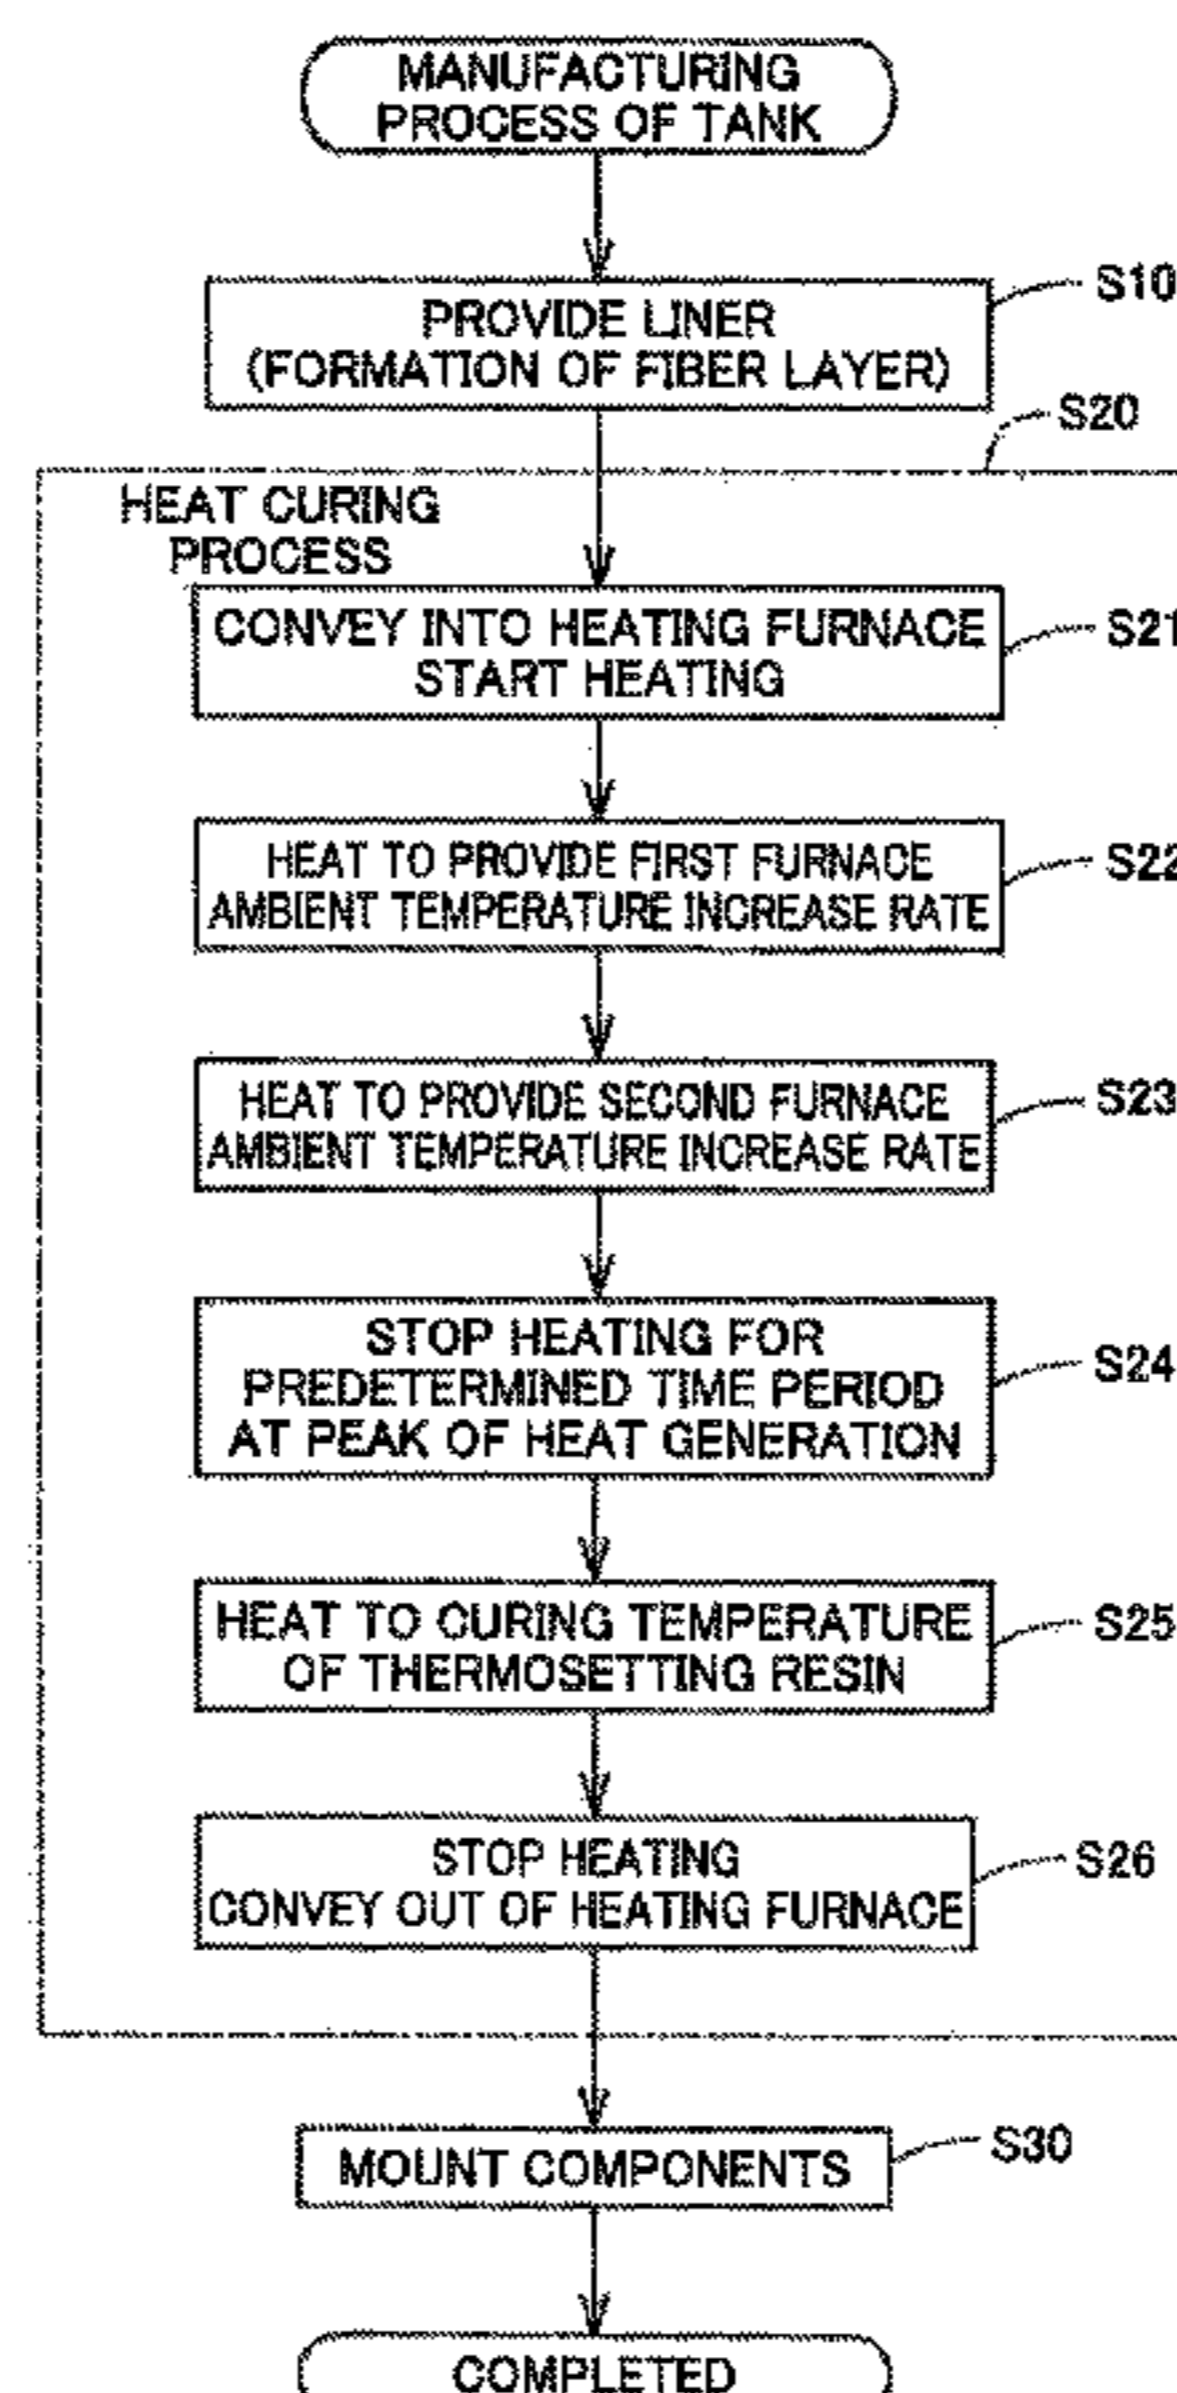 MANUFACTURING
PROCESS OF TANK
PROVIDE LINER
(FORMATION OF FIBER LAYER)
S10
S20
HEAT CURING
PROCESS
CONVEY INTO HEATING FURNACE
START HEATING
S21
HEAT TO PROVIDE FIRST FURNACE
AMBIENT TEMPERATURE INCREASE RATE
S22
HEAT TO PROVIDE SECOND FURNACE
AMBIENT TEMPERATURE INCREASE RATE
S23
STOP HEATING FOR
PREDETERMINED TIME PERIOD
AT PEAK OF HEAT GENERATION
S24
HEAT TO CURING TEMPERATURE
OF THERMOSETTING RESIN
S25
STOP HEATING
CONVEY OUT OF HEATING FURNACE
S26
MOUNT COMPONENTS
S30
COMPLETED